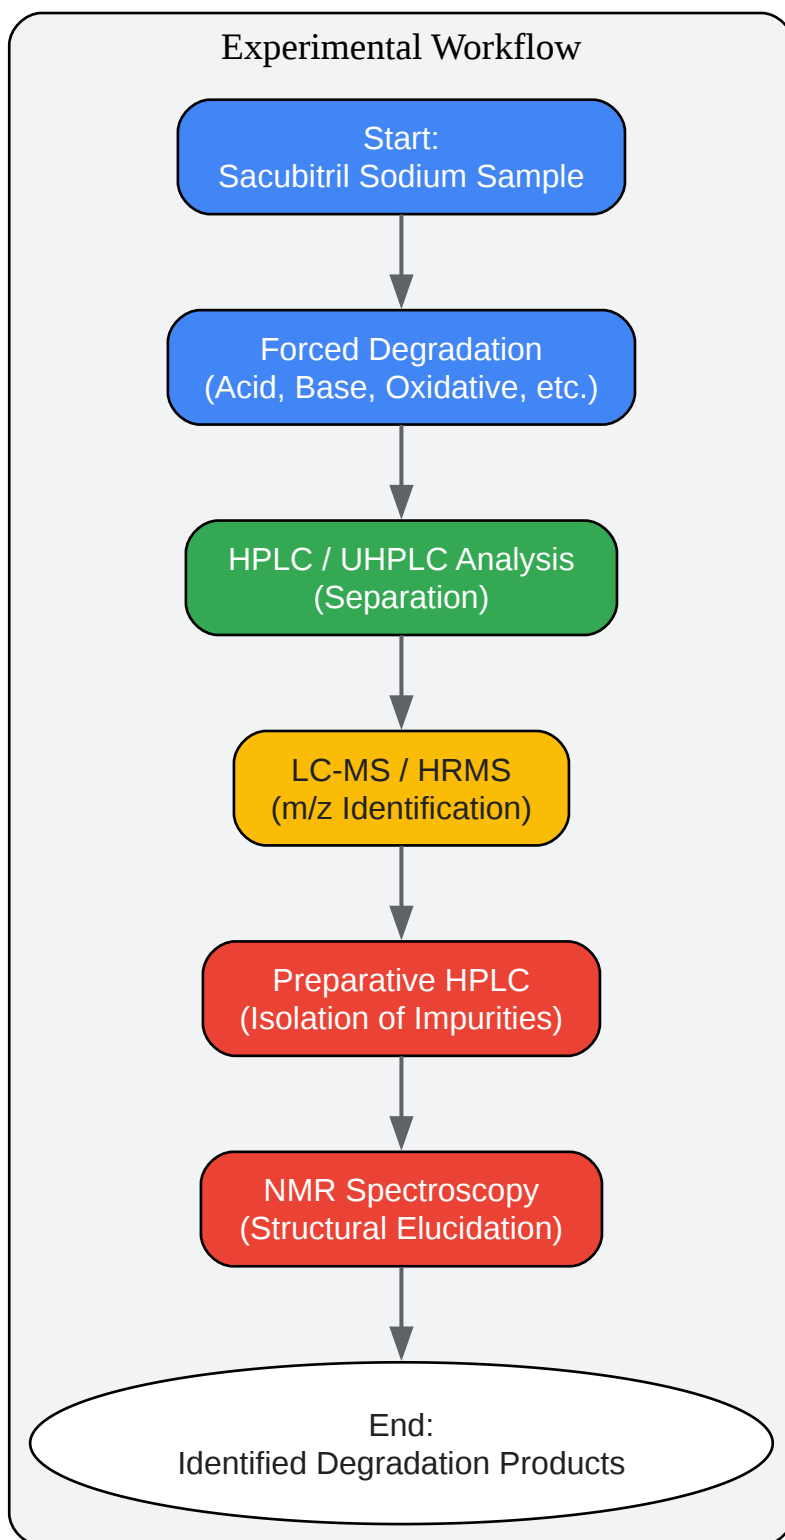 Experimental Workflow
Start:
Sacubitril Sodium Sample
Forced Degradation
(Acid, Base, Oxidative, etc.)
HPLC / UHPLC Analysis
(Separation)
LC-MS / HRMS
(m/z Identification)
Preparative HPLC
(Isolation of Impurities)
NMR Spectroscopy
(Structural Elucidation)
End:
Identified Degradation Products